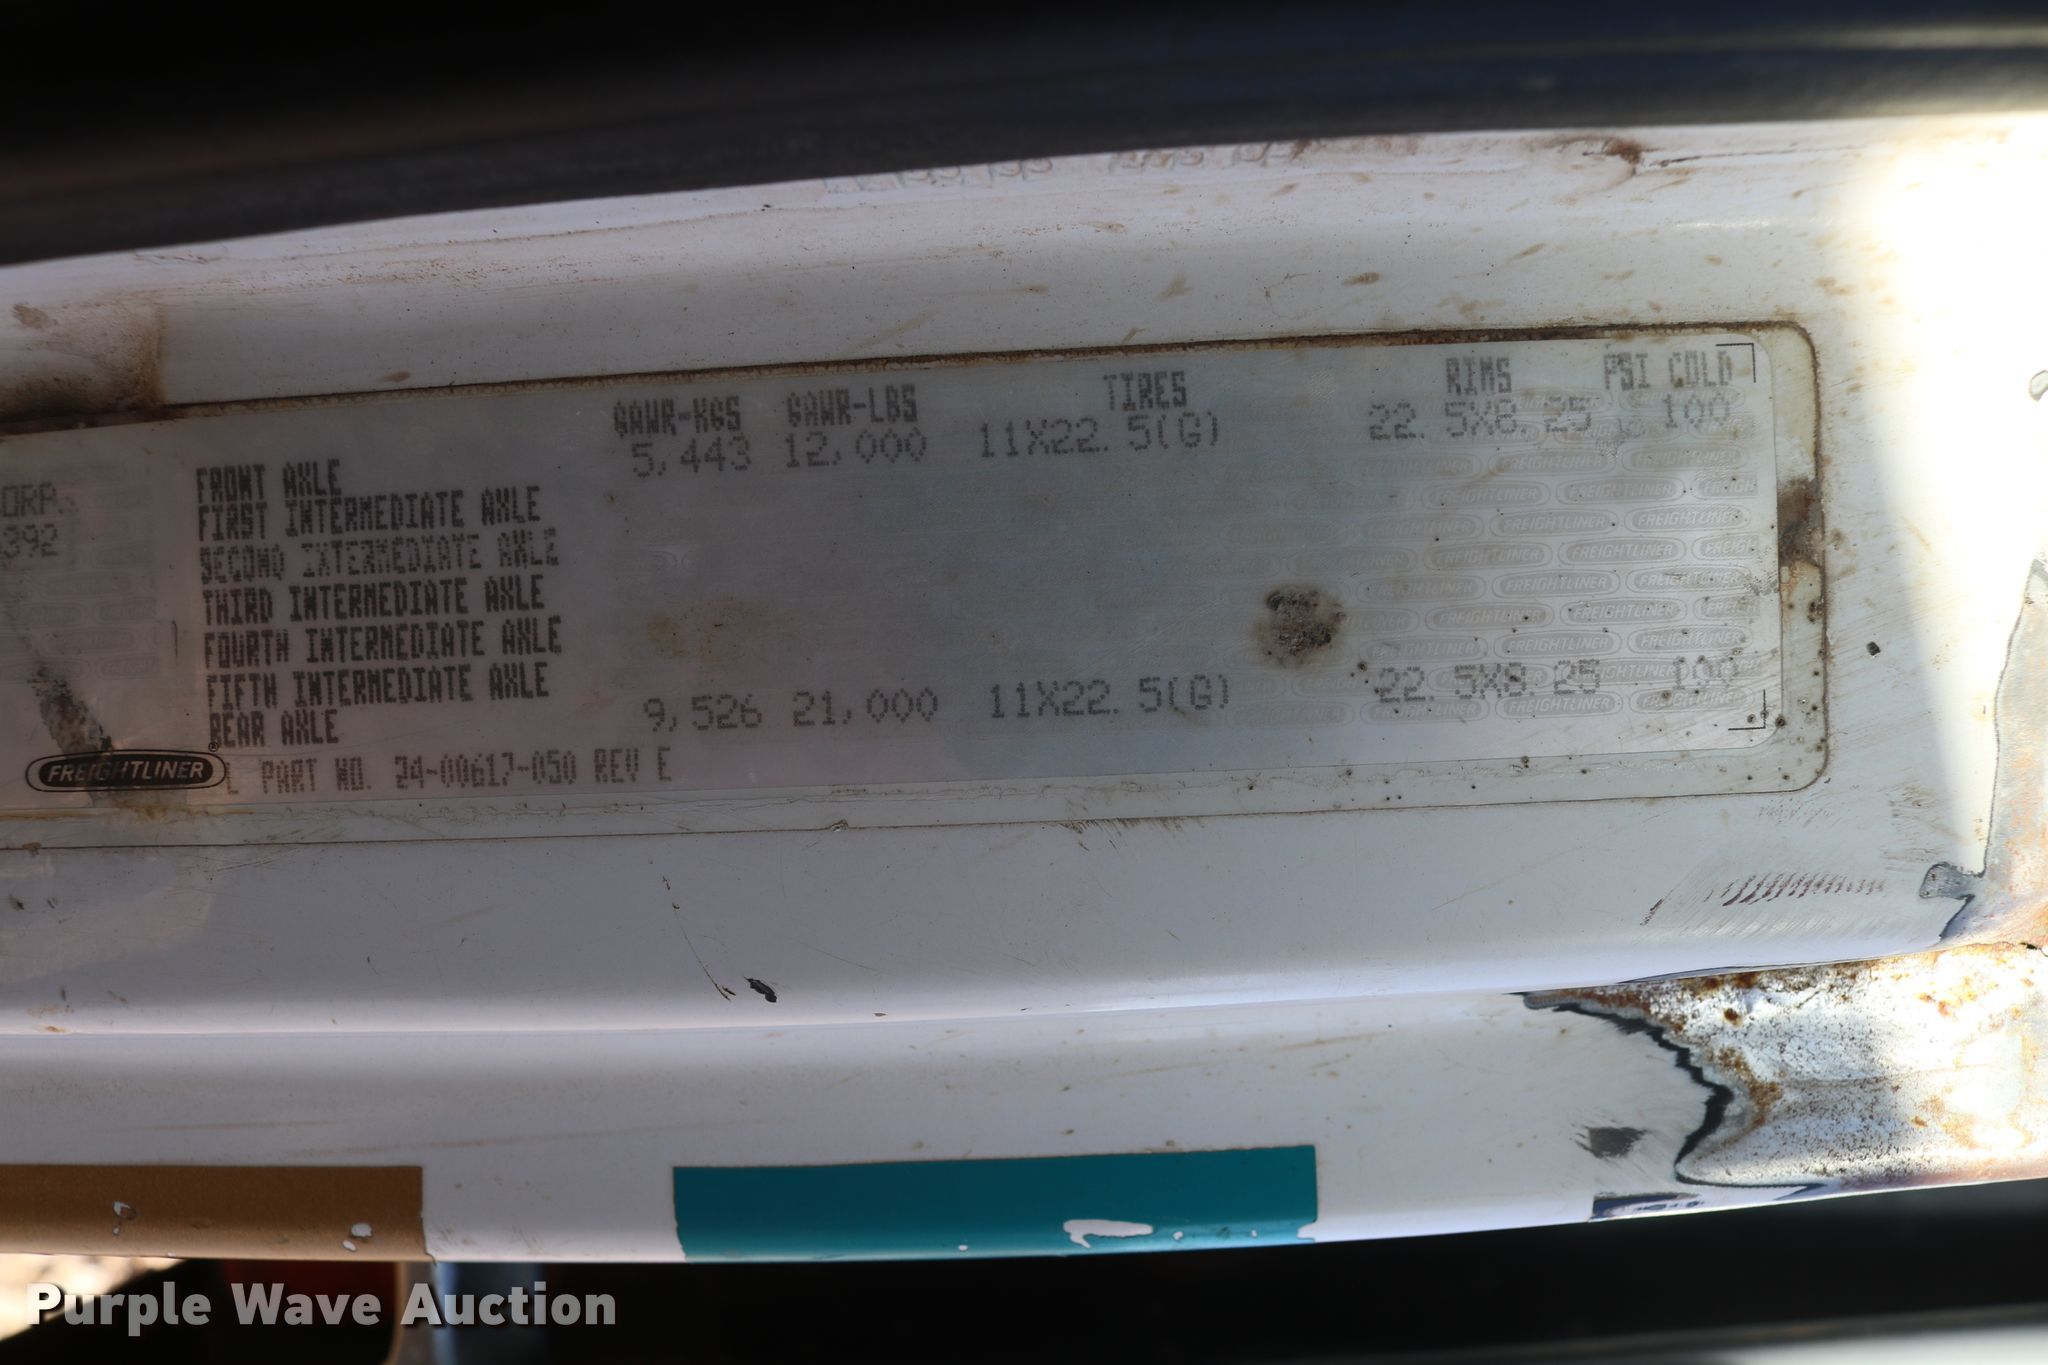 GAWR-KGS GAWR-LBS TIRES RIMS PSI COLD
FRONT AXLE 5,443 12,000 11X22.5(G) 22.5X8.25 100
FIRST INTERMEDIATE AXLE
SECOND INTERMEDIATE AXLE
THIRD INTERMEDIATE AXLE
FOURTH INTERMEDIATE AXLE
FIFTH INTERMEDIATE AXLE
REAR AXLE 9,526 21,000 11X22.5(G) 22.5X8.25 100
ORP.
392
FREIGHTLINER® L PART NO. 24-00617-050 REV E
Purple Wave Auction